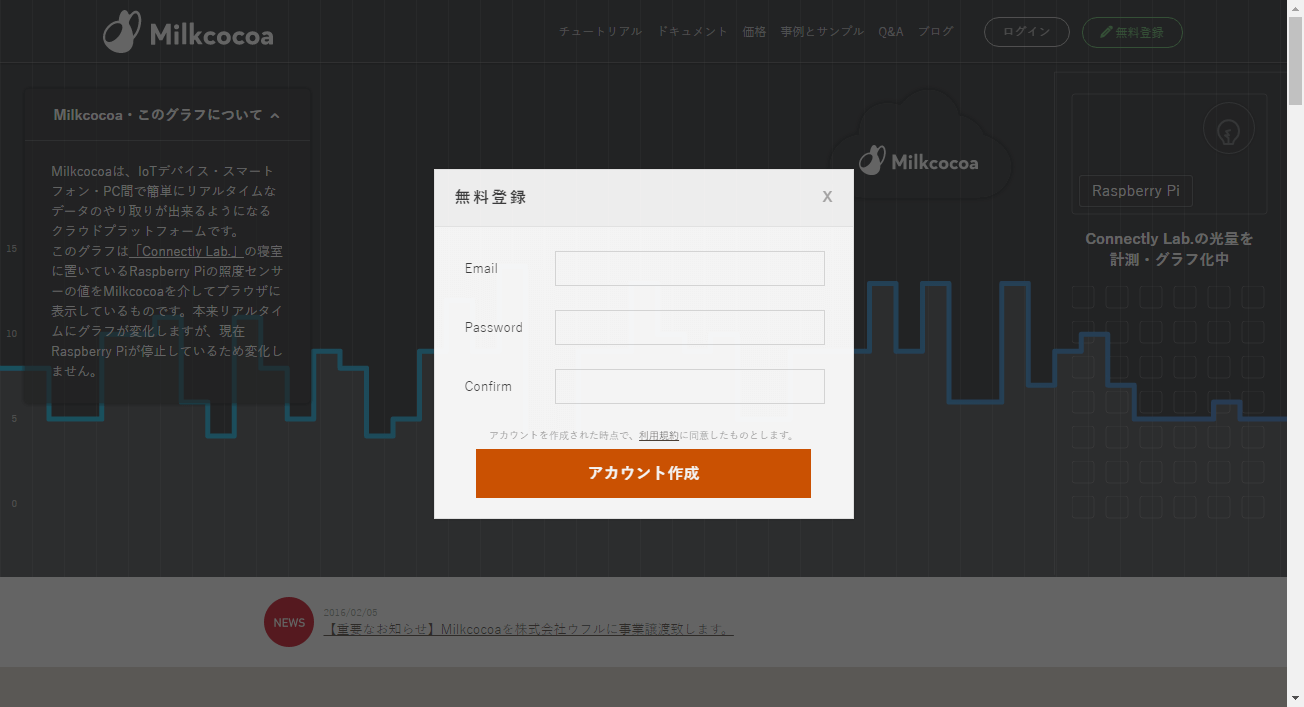 Milkcocoa
チュートリアル ドキュメント 価格 事例とサンプル Q&A ブログ ログイン 無料登録
Milkcocoa・このグラフについて
Milkcocoaは、IoTデバイス・スマート
フォン・PC間で簡単にリアルタイムな
データのやり取りが出来るようになる
クラウドプラットフォームです。
このグラフは「Connectly Lab.」の寝室
に置いているRaspberry Piの照度センサ
ーの値をMilkcocoaを介してブラウザに
表示しているものです。本来リアルタイ
ムにグラフが変化しますが、現在
Raspberry Piが停止しているため変化し
ません。
15
10
5
0
無料登録
X
Email
Password
Confirm
アカウントを作成された時点で、利用規約に同意したものとします。
アカウント作成
Milkcocoa
Raspberry Pi
Connectly Lab.の光量を
計測・グラフ化中
NEWS
2016/02/05
【重要なお知らせ】Milkcocoaを株式会社ウフルに事業譲渡致します。